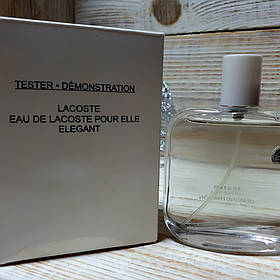 TESTER • DÉMONSTRATION
LACOSTE
EAU DE LACOSTE POUR ELLE
ELEGANT